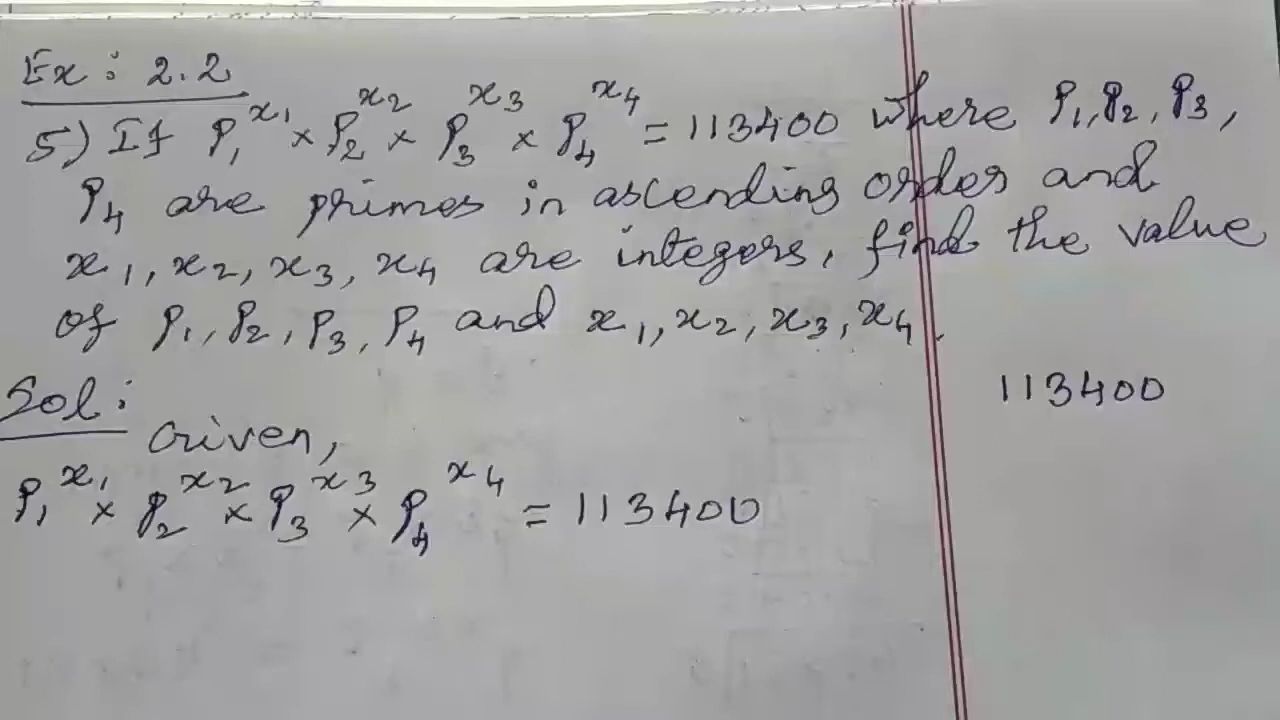 Ex : 2.2
5) If P₁^x₁ × P₂^x₂ × P₃^x₃ × P₄^x₄ = 113400 where P₁, P₂, P₃,
P₄ are primes in ascending order and
x₁, x₂, x₃, x₄ are integers, find the value
of P₁, P₂, P₃, P₄ and x₁, x₂, x₃, x₄.
Sol :
113400
Given,
P₁^x₁ × P₂^x₂ × P₃^x₃ × P₄^x₄ = 113400